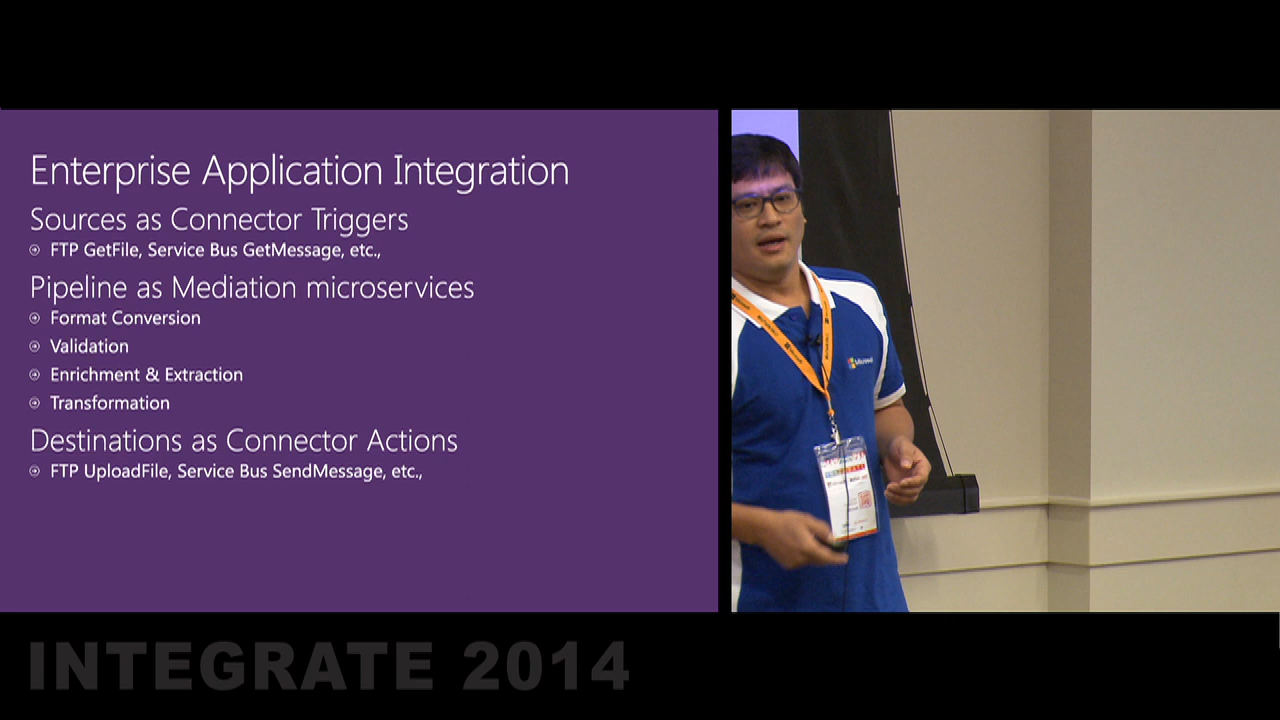 Enterprise Application Integration
Sources as Connector Triggers
FTP GetFile, Service Bus GetMessage, etc.,
Pipeline as Mediation microservices
Format Conversion
Validation
Enrichment & Extraction
Transformation
Destinations as Connector Actions
FTP UploadFile, Service Bus SendMessage, etc.,
Microsoft
INTEGRATE 2014